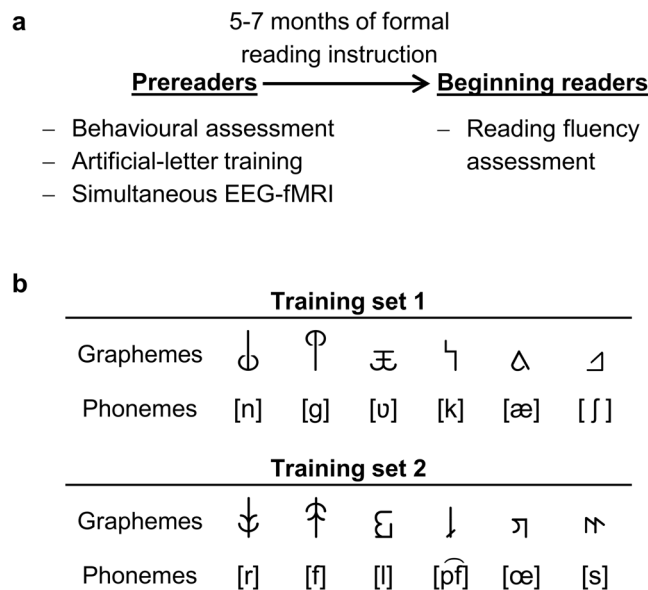 a
5-7 months of formal
reading instruction
Prereaders Beginning readers
– Behavioural assessment – Reading fluency
– Artificial-letter training assessment
– Simultaneous EEG-fMRI
b
Training set 1
Graphemes
Phonemes [n] [g] [ʋ] [k] [æ] [ʃ]
Training set 2
Graphemes
Phonemes [r] [f] [l] [p͡f] [œ] [s]